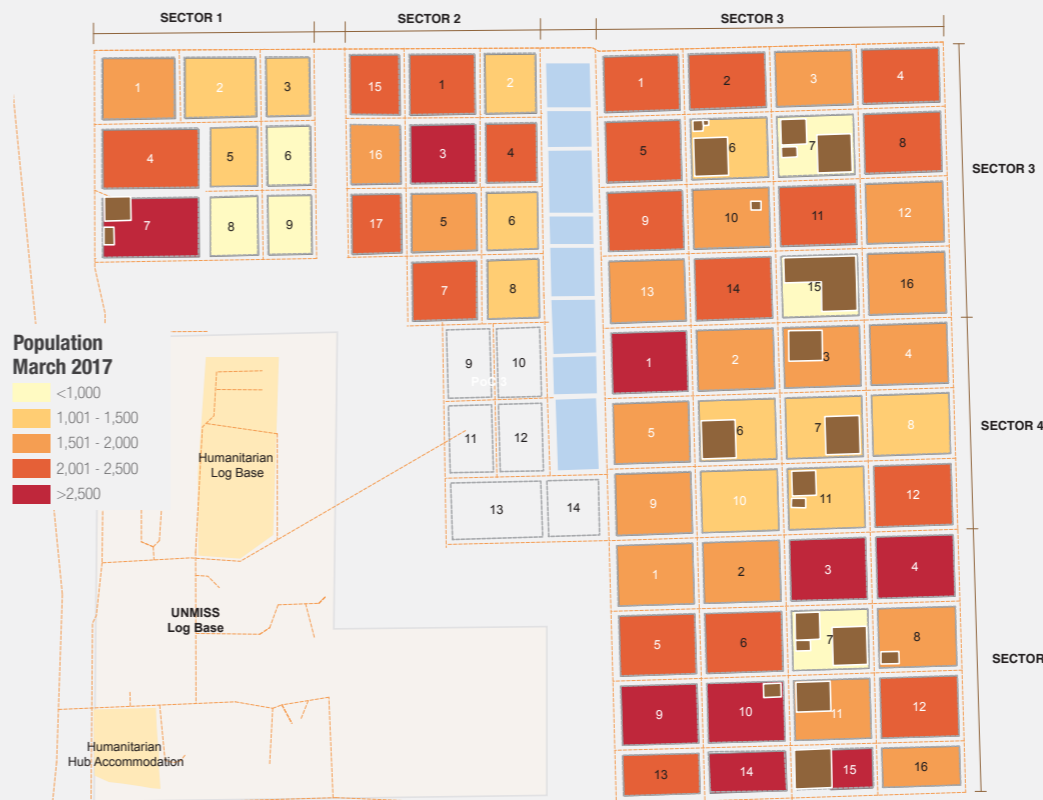 SECTOR 1
SECTOR 2
SECTOR 3
1 2 3
15 1 2
1 2 3 4
4 5 6
16 3 4
5 6 7 8
7 8 9
17 5 6
9 10 11 12
7 8
13 14 15 16
SECTOR 3
9 10
PoC 3
11 12
13 14
1 2 3 4
5 6 7 8
9 10 11 12
SECTOR 4
1 2 3 4
5 6 7 8
9 10 11 12
13 14 15 16
SECTOR
Population
March 2017
<1,000
1,001 - 1,500
1,501 - 2,000
2,001 - 2,500
>2,500
Humanitarian
Log Base
UNMISS
Log Base
Humanitarian
Hub Accommodation